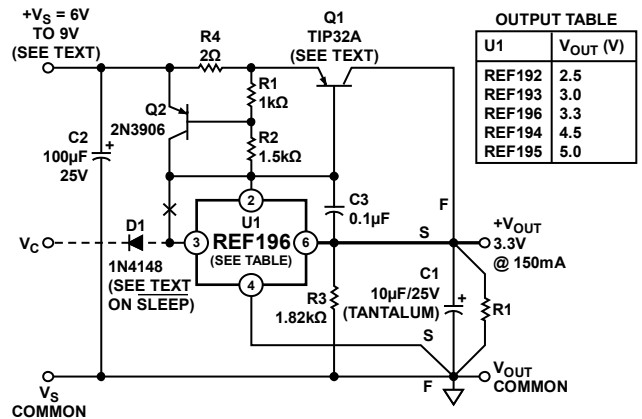 +VS = 6V
TO 9V
(SEE TEXT)
R4
2Ω
Q1
TIP32A
(SEE TEXT)
OUTPUT TABLE
U1
VOUT (V)
REF192 2.5
REF193 3.0
REF196 3.3
REF194 4.5
REF195 5.0
R1
1kΩ
Q2
2N3906
R2
1.5kΩ
C2
100µF
25V
+
C3
0.1µF
F
S
2
U1
REF196
(SEE TABLE)
3
6
4
D1
VC
1N4148
(SEE TEXT
ON SLEEP)
+VOUT
3.3V
@ 150mA
C1
10µF/25V
(TANTALUM)
+
R1
R3
1.82kΩ
S
F
VS
COMMON
VOUT
COMMON